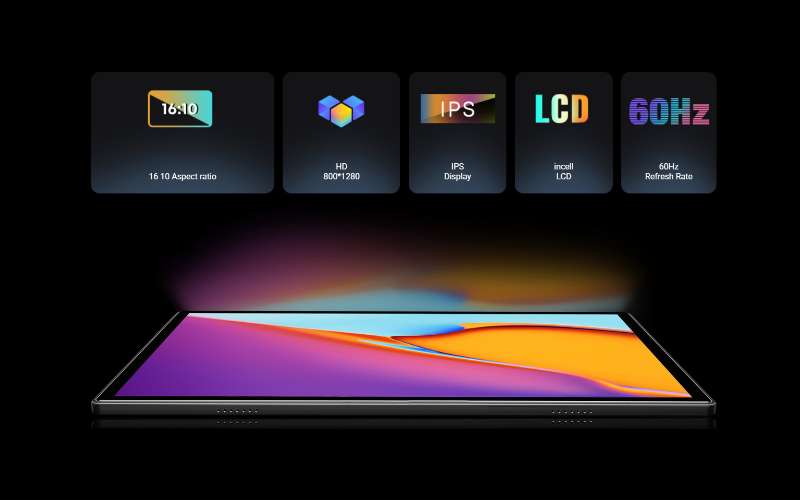 16:10
16 10 Aspect ratio
HD
800*1280
IPS
IPS
Display
LCD
incell
LCD
60Hz
60Hz
Refresh Rate